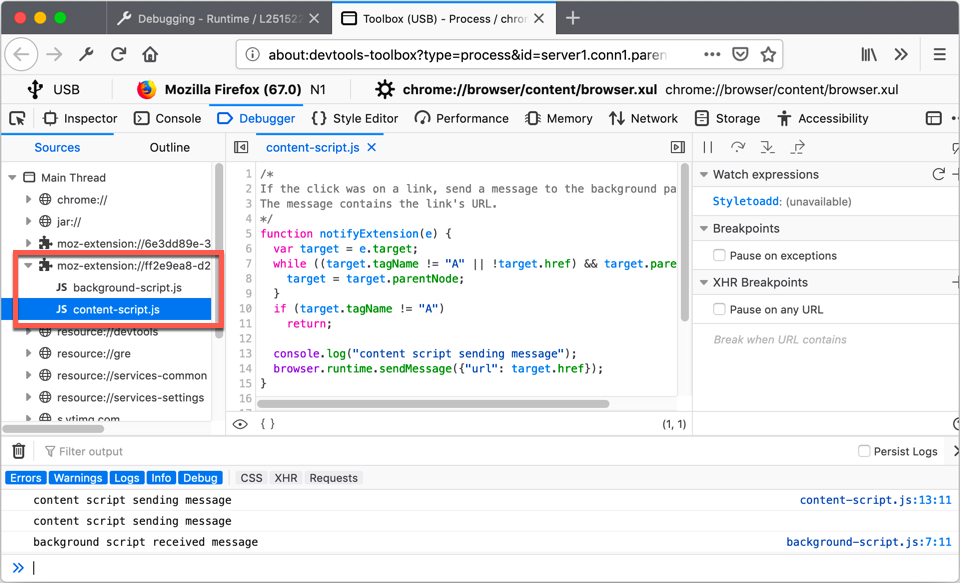 Debugging - Runtime / L25152
Toolbox (USB) - Process / chro
about:devtools-toolbox?type=process&id=server1.conn1.paren
USB
Mozilla Firefox (67.0) N1
chrome://browser/content/browser.xul chrome://browser/content/browser.xul
Inspector Console Debugger {} Style Editor Performance Memory Network Storage Accessibility
Sources Outline
content-script.js
Main Thread
chrome://
jar://
moz-extension://6e3dd89e-3
moz-extension://ff2e9ea8-d2
JS background-script.js
JS content-script.js
resource://devtools
resource://gre
resource://services-common
resource://services-settings
s.ytimg.com
1 /*
2 If the click was on a link, send a message to the background pa
3 The message contains the link's URL.
4 */
5 function notifyExtension(e) {
6 var target = e.target;
7 while ((target.tagName != "A" || !target.href) && target.pare
8 target = target.parentNode;
9 }
10 if (target.tagName != "A")
11 return;
12
13 console.log("content script sending message");
14 browser.runtime.sendMessage({"url": target.href});
15 }
16
17
{ } (1, 1)
Watch expressions
Styletoadd: (unavailable)
Breakpoints
Pause on exceptions
XHR Breakpoints
Pause on any URL
Break when URL contains
Filter output
Persist Logs
Errors Warnings Logs Info Debug CSS XHR Requests
content script sending message content-script.js:13:11
content script sending message
background script received message background-script.js:7:11